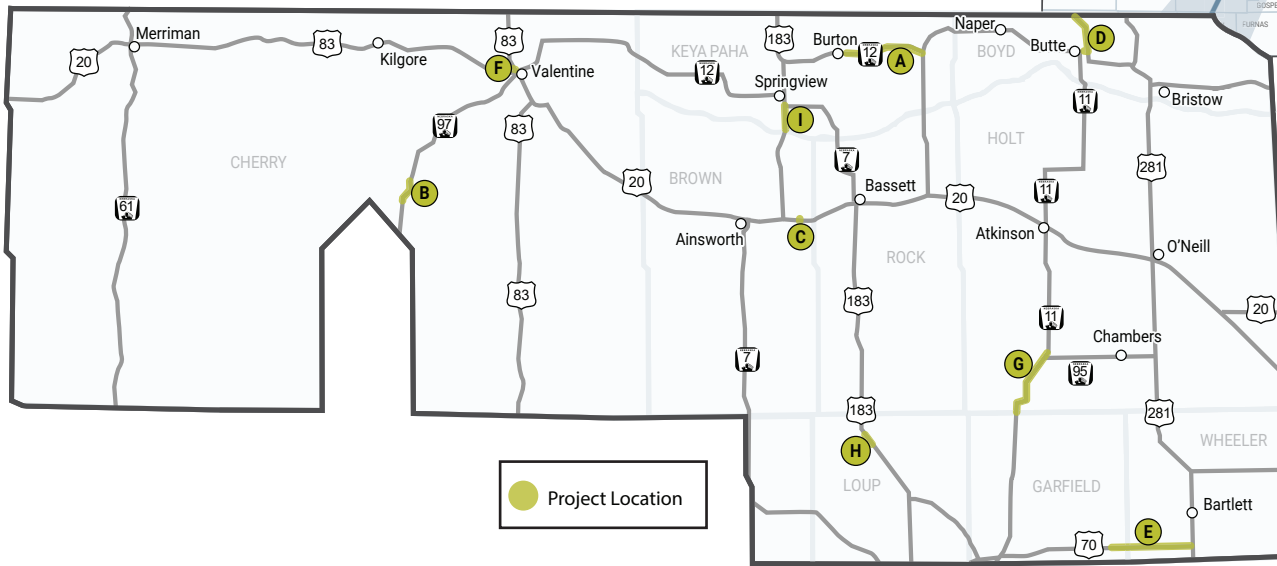 GOSPE
FURNAS
Merriman
83
Kilgore
20
83
F
Valentine
KEYA PAHA
12
183
Burton
12
A
Naper
BOYD
Butte
D
Springview
I
11
Bristow
97
83
CHERRY
B
61
20
BROWN
7
Bassett
HOLT
281
11
20
Ainsworth
C
Atkinson
O'Neill
ROCK
83
183
11
20
7
Chambers
G
95
183
281
H
WHEELER
LOUP
GARFIELD
Project Location
Bartlett
E
70